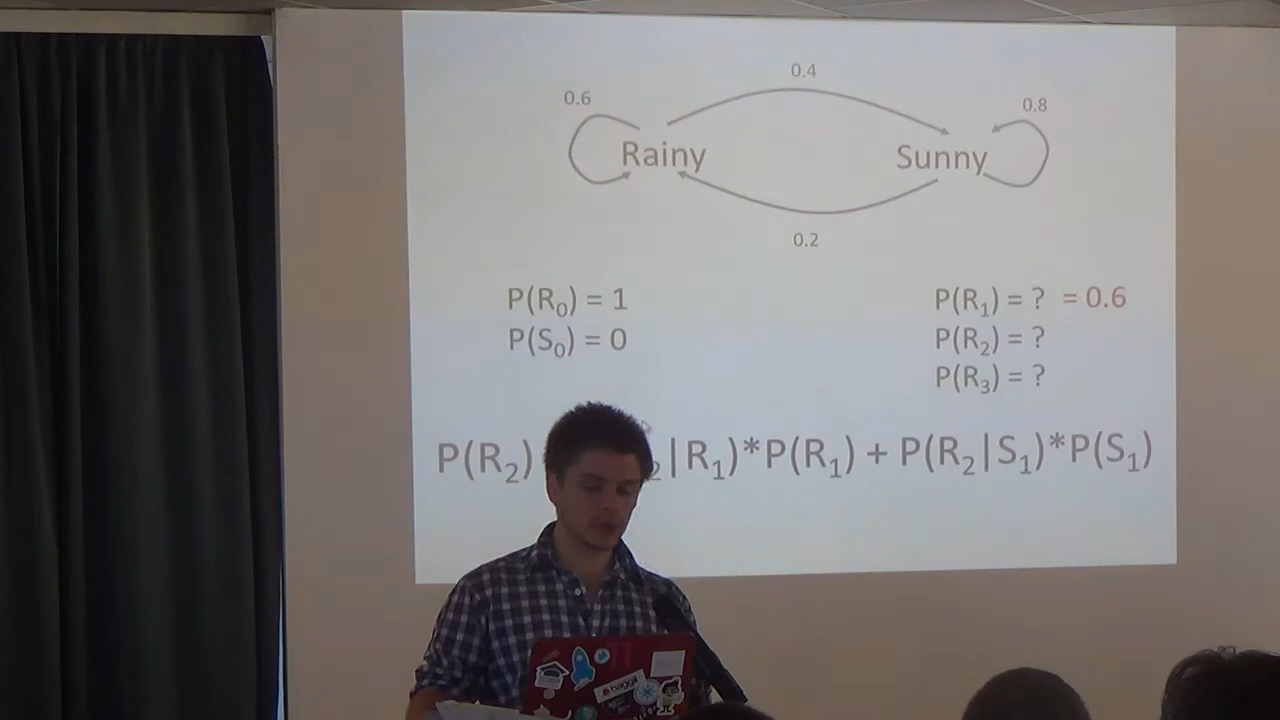 0.4
0.6
0.8
Rainy
Sunny
0.2
P(R₀) = 1
P(S₀) = 0
P(R₁) = ? = 0.6
P(R₂) = ?
P(R₃) = ?
P(R₂) ₂|R₁)*P(R₁) + P(R₂|S₁)*P(S₁)